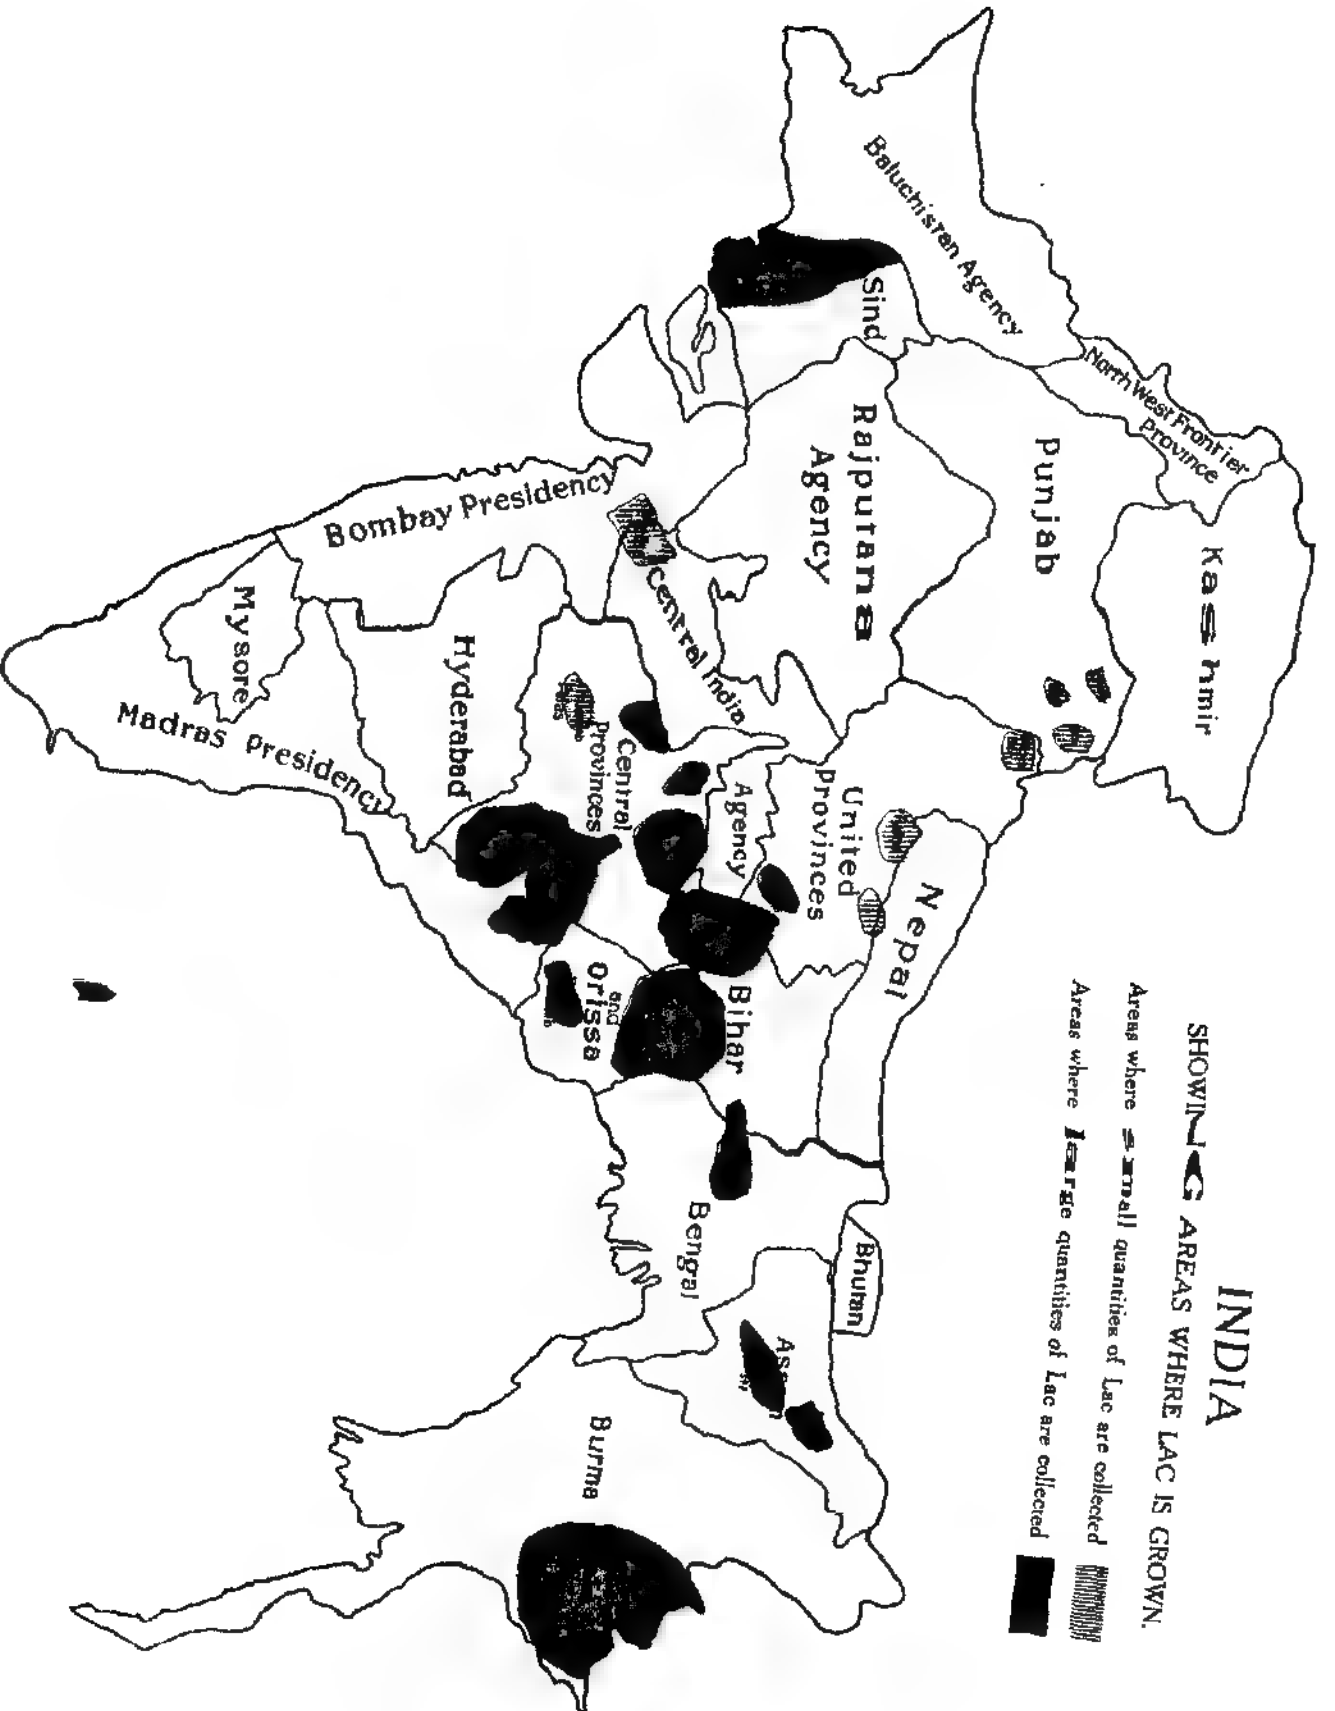 INDIA
SHOWING AREAS WHERE LAC IS GROWN.
Areas where small quantities of Lac are collected
Areas where large quantities of Lac are collected
Kashmir
North West Frontier
Province
Punjab
Baluchistan Agency
Sind
Rajputana
Agency
United
Provinces
Nepal
Bhutan
Central India
Agency
Bihar
and
Orissa
Bengal
Burma
Central
Provinces
Bombay Presidency
Hyderabad
Mysore
Madras Presidency